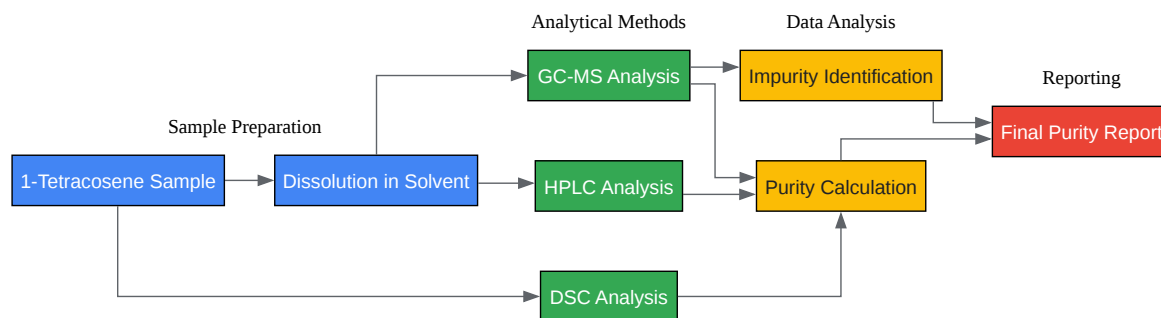 Analytical Methods
Data Analysis
GC-MS Analysis
Impurity Identification
Reporting
Sample Preparation
Final Purity Report
1-Tetracosene Sample
Dissolution in Solvent
HPLC Analysis
Purity Calculation
DSC Analysis